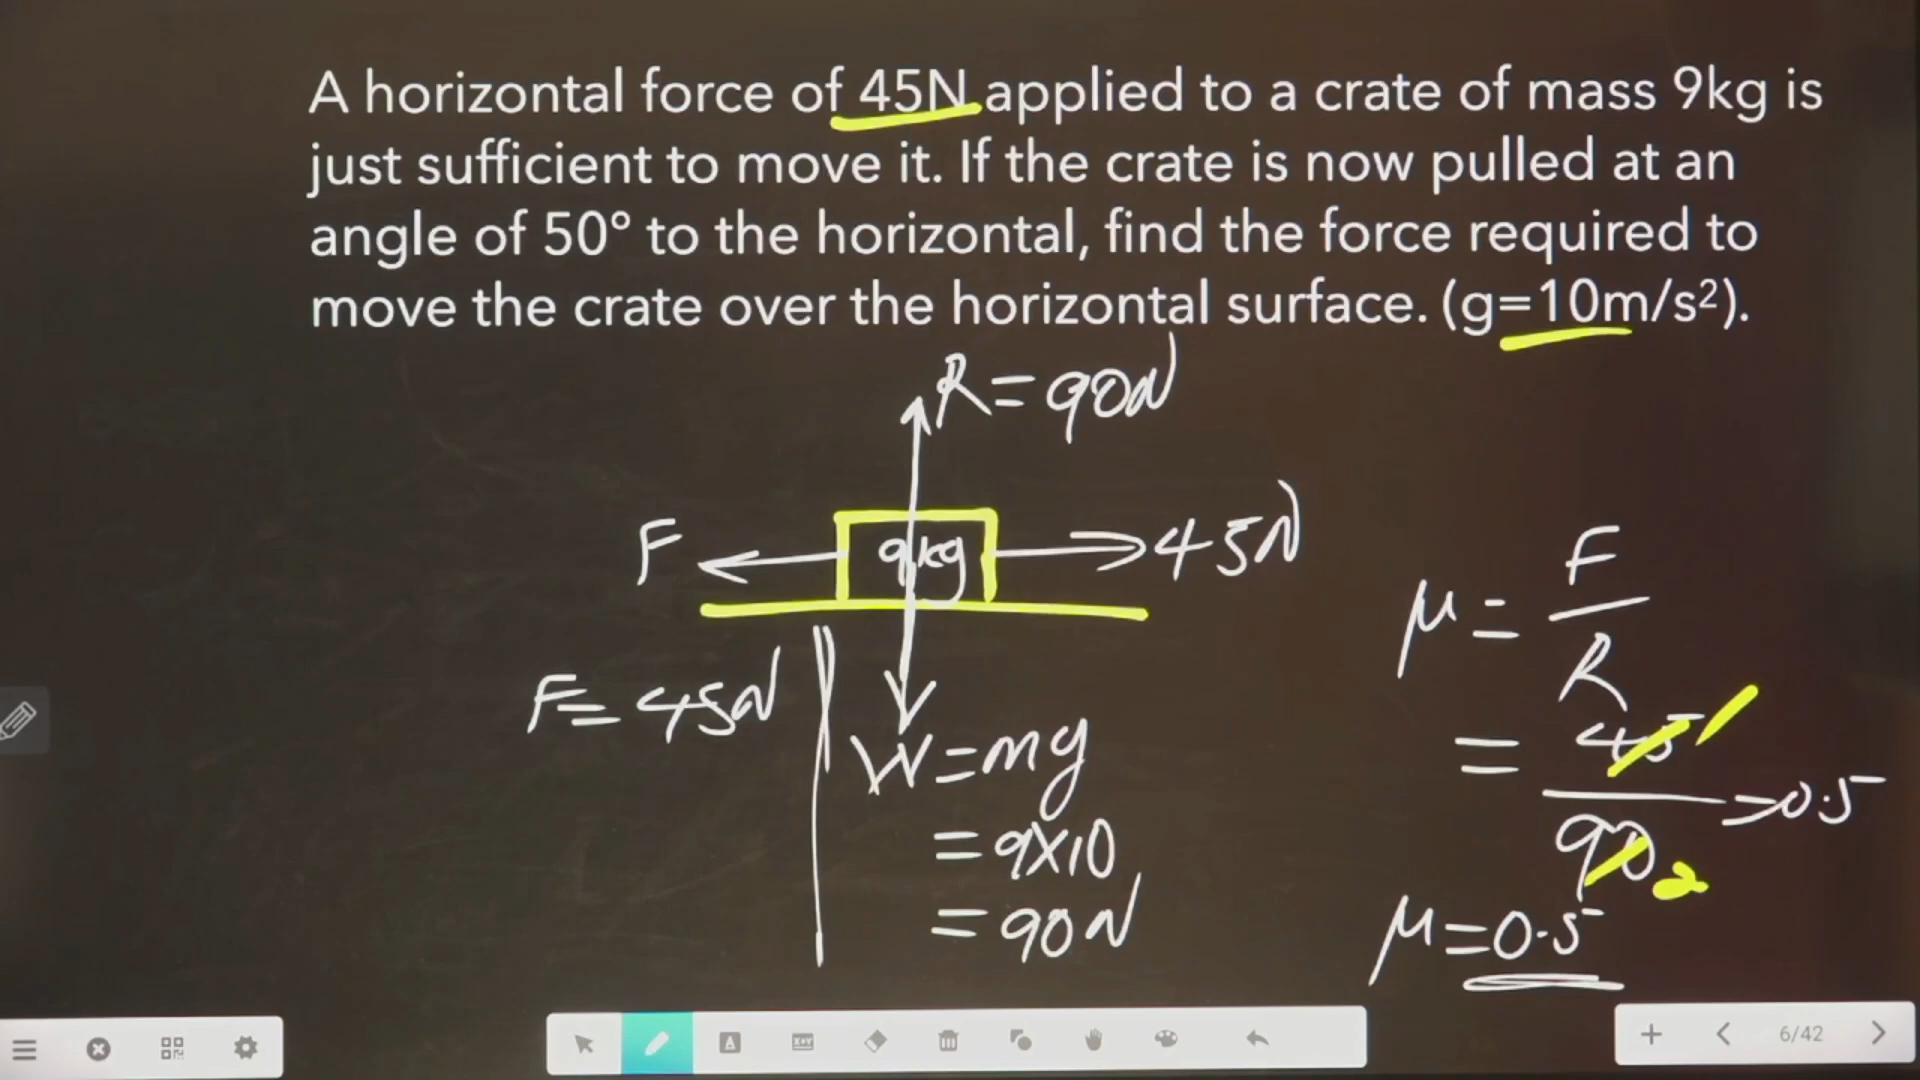 A horizontal force of 45N applied to a crate of mass 9kg is
just sufficient to move it. If the crate is now pulled at an
angle of 50° to the horizontal, find the force required to
move the crate over the horizontal surface. (g=10m/s²).
R = 90N
F
9kg
45N
F = 45N
W = mg
= 9x10
= 90N
μ = F
R
= 45
90
2
= 0.5
μ = 0.5
A
X+Y
6/42